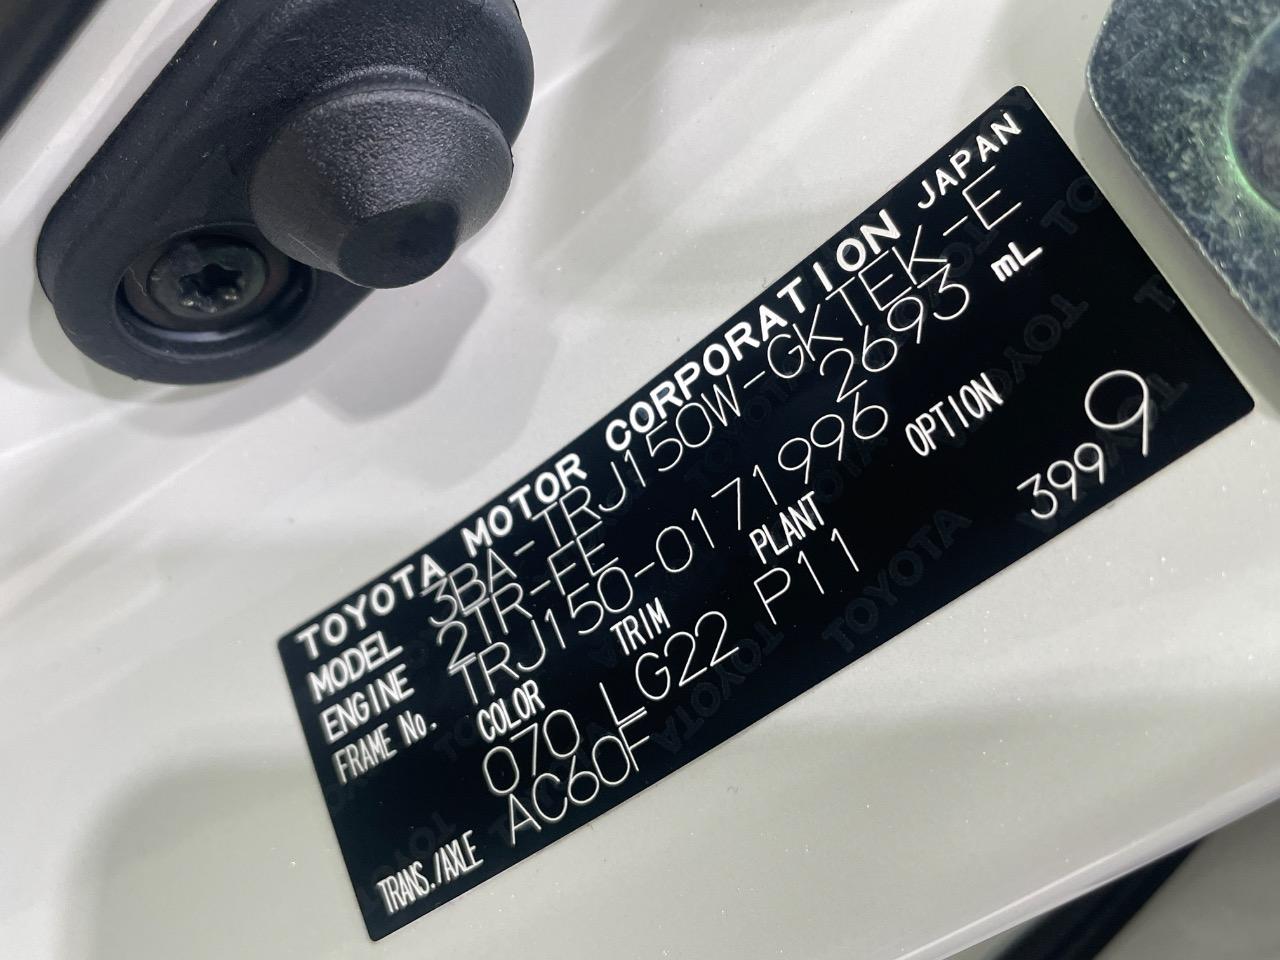 TOYOTA MOTOR CORPORATION JAPAN
MODEL 3BA-TRJ150W-GKTEK-E
ENGINE 2TR-FE 2693 mL
FRAME No. TRJ150-0171996
COLOR TRIM PLANT OPTION
070 LG22 P11 3999
TRANS./AXLE AC60F